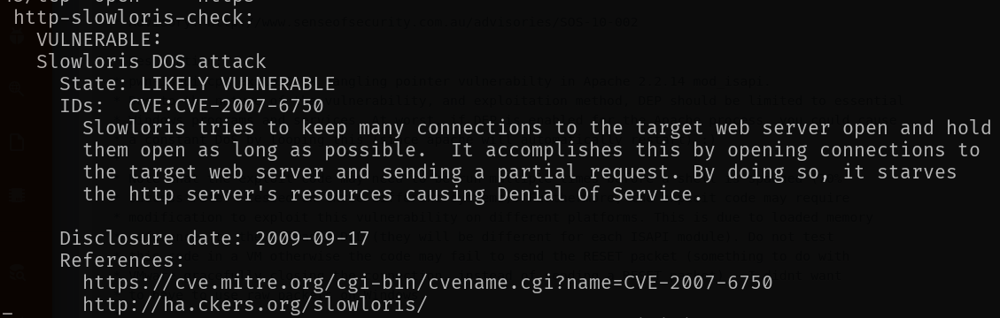 http-slowloris-check:
VULNERABLE:
Slowloris DOS attack
State: LIKELY VULNERABLE
IDs:  CVE:CVE-2007-6750
Slowloris tries to keep many connections to the target web server open and hold
them open as long as possible.  It accomplishes this by opening connections to
the target web server and sending a partial request. By doing so, it starves
the http server's resources causing Denial Of Service.
Disclosure date: 2009-09-17
References:
https://cve.mitre.org/cgi-bin/cvename.cgi?name=CVE-2007-6750
http://ha.ckers.org/slowloris/